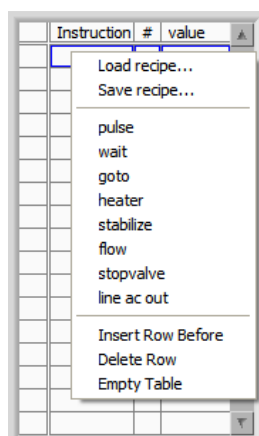 Instruction # value
Load recipe...
Save recipe...
pulse
wait
goto
heater
stabilize
flow
stopvalve
line ac out
Insert Row Before
Delete Row
Empty Table